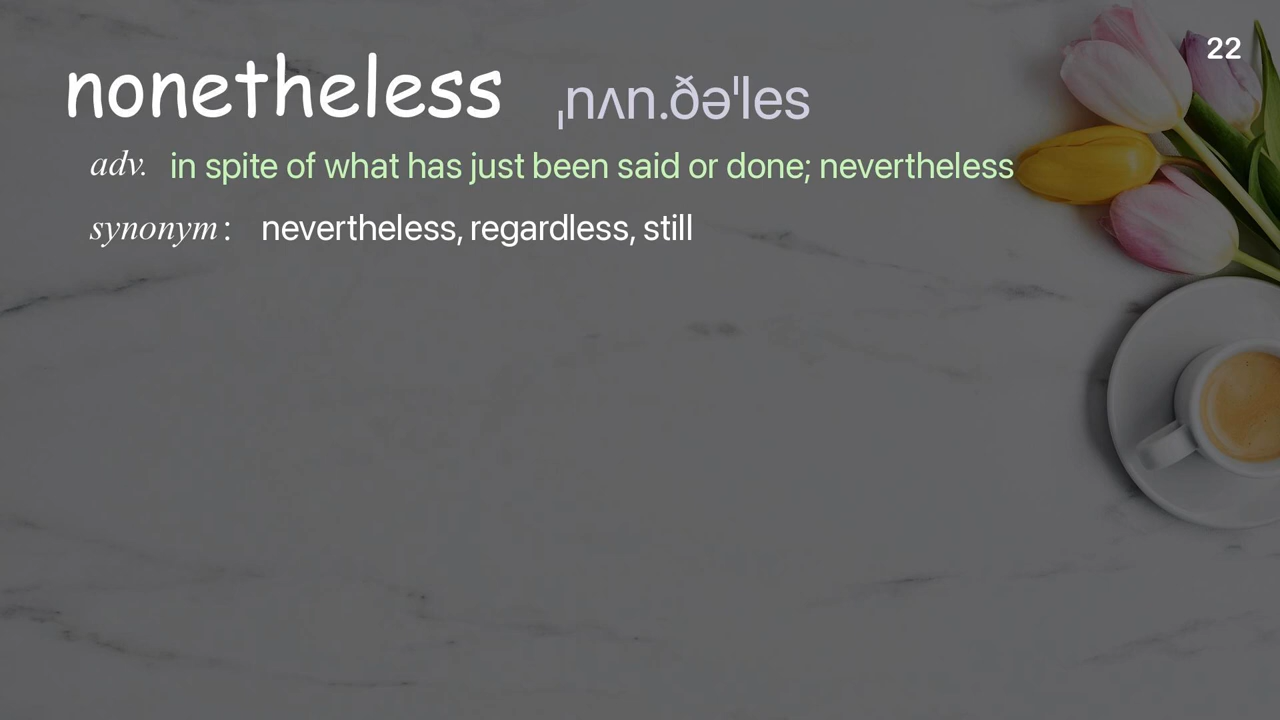 22
nonetheless ˌnʌn.ðəˈles
adv. in spite of what has just been said or done; nevertheless
synonym: nevertheless, regardless, still